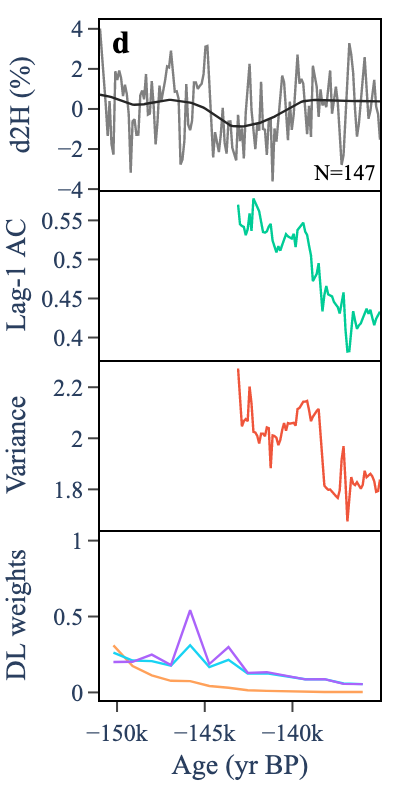 d
4
2
0
−2
−4
d2H (%)
N=147
0.55
0.5
0.45
0.4
Lag-1 AC
2.2
2
1.8
Variance
1
0.5
0
DL weights
−150k −145k −140k
Age (yr BP)